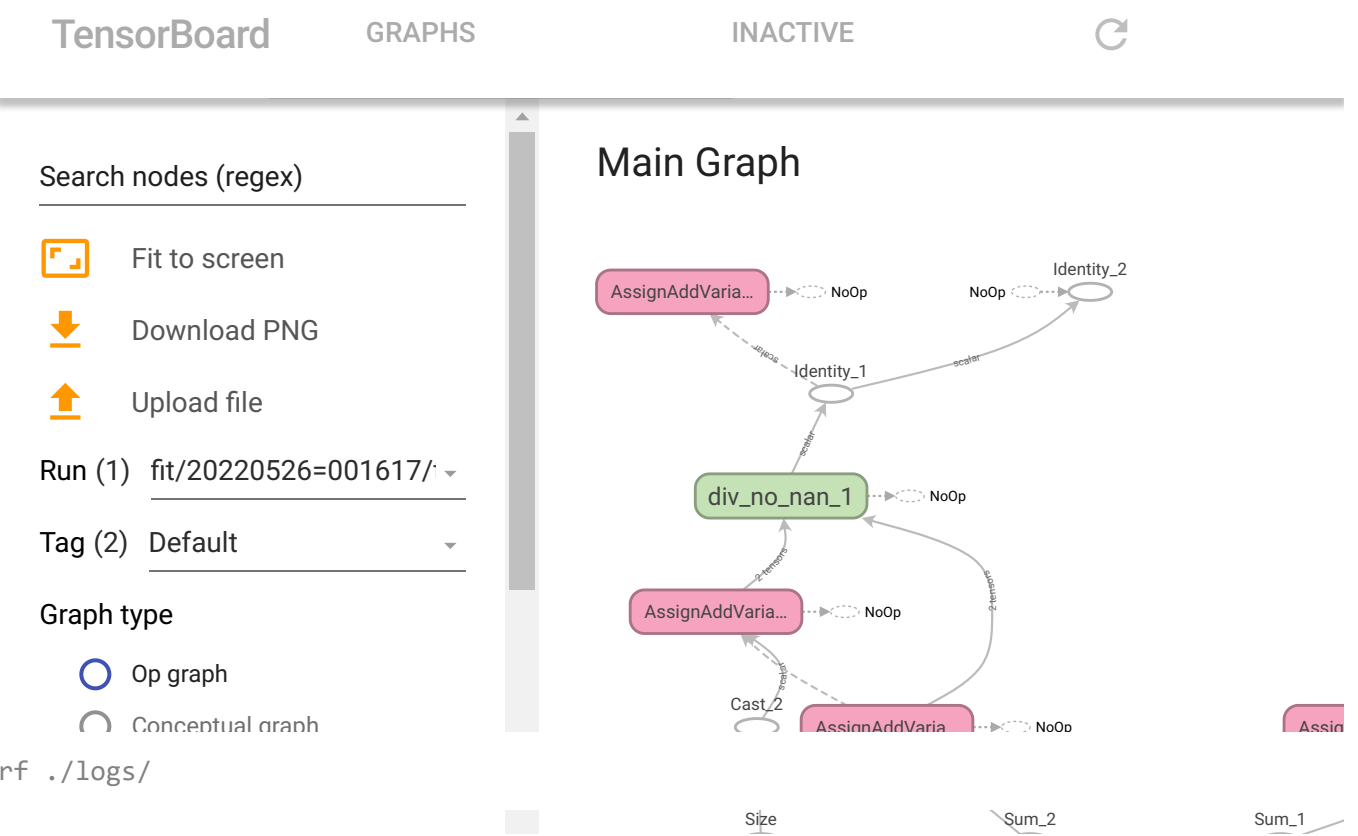 TensorBoard GRAPHS INACTIVE
Search nodes (regex)
Fit to screen
Download PNG
Upload file
Run (1) fit/20220526=001617/
Tag (2) Default
Graph type
Op graph
Conceptual graph
Main Graph
Identity_2
AssignAddVaria... NoOp NoOp
scalar scalar
Identity_1
scalar
div_no_nan_1 NoOp
2 tensors 2 tensors
AssignAddVaria... NoOp
scalar
Cast_2
AssignAddVaria NoOp Assig
rf ./logs/
Size Sum_2 Sum_1